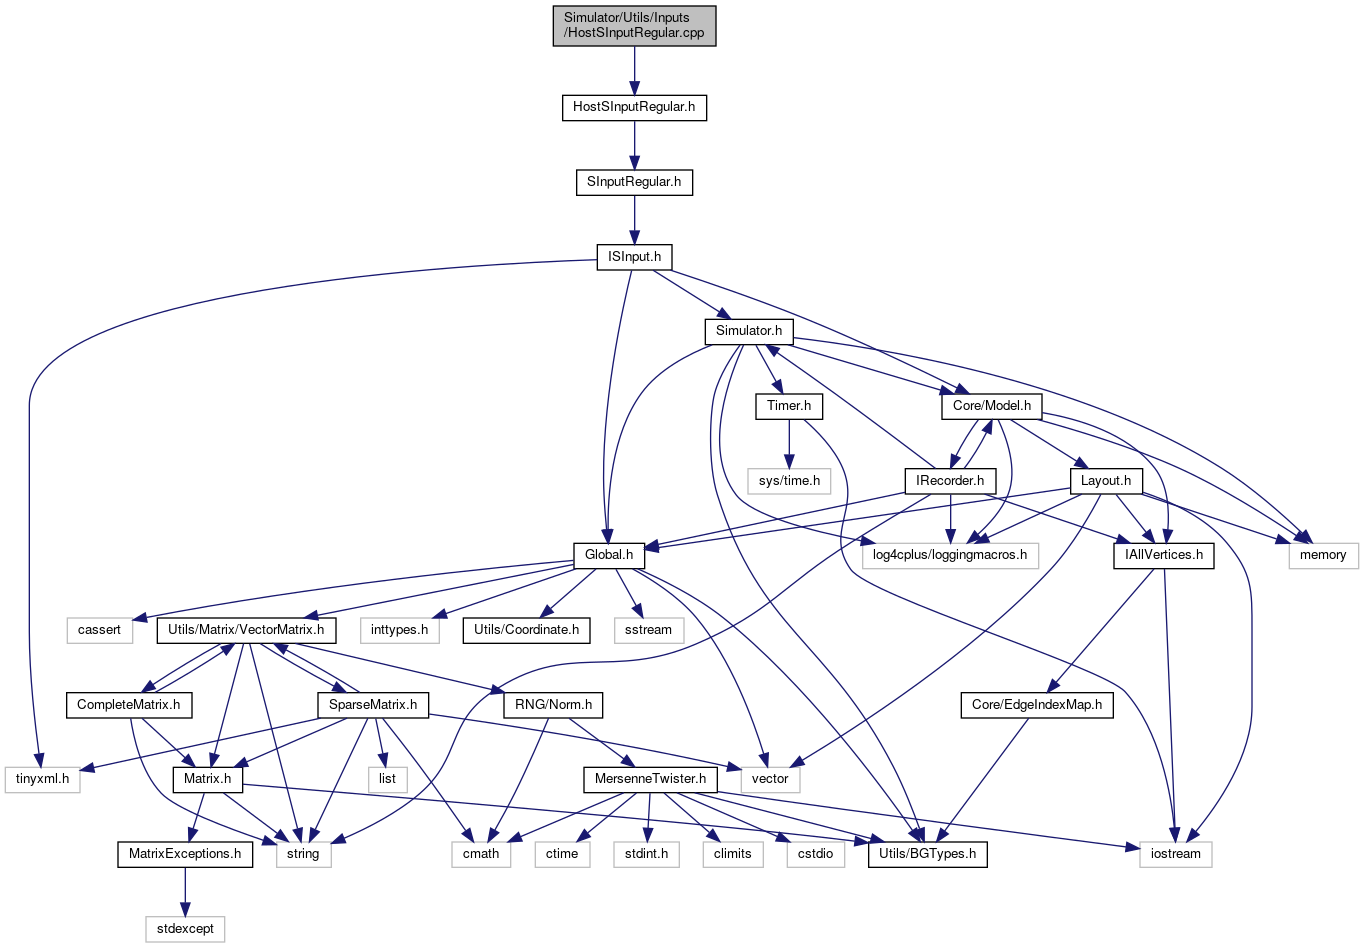 Simulator/Utils/Inputs
/HostSInputRegular.cpp
HostSInputRegular.h
SInputRegular.h
ISInput.h
Simulator.h
Timer.h
Core/Model.h
sys/time.h
IRecorder.h
Layout.h
Global.h
log4cplus/loggingmacros.h
IAllVertices.h
memory
cassert
Utils/Matrix/VectorMatrix.h
inttypes.h
Utils/Coordinate.h
sstream
CompleteMatrix.h
SparseMatrix.h
RNG/Norm.h
Core/EdgeIndexMap.h
tinyxml.h
Matrix.h
list
MersenneTwister.h
vector
MatrixExceptions.h
string
cmath
ctime
stdint.h
climits
cstdio
Utils/BGTypes.h
iostream
stdexcept